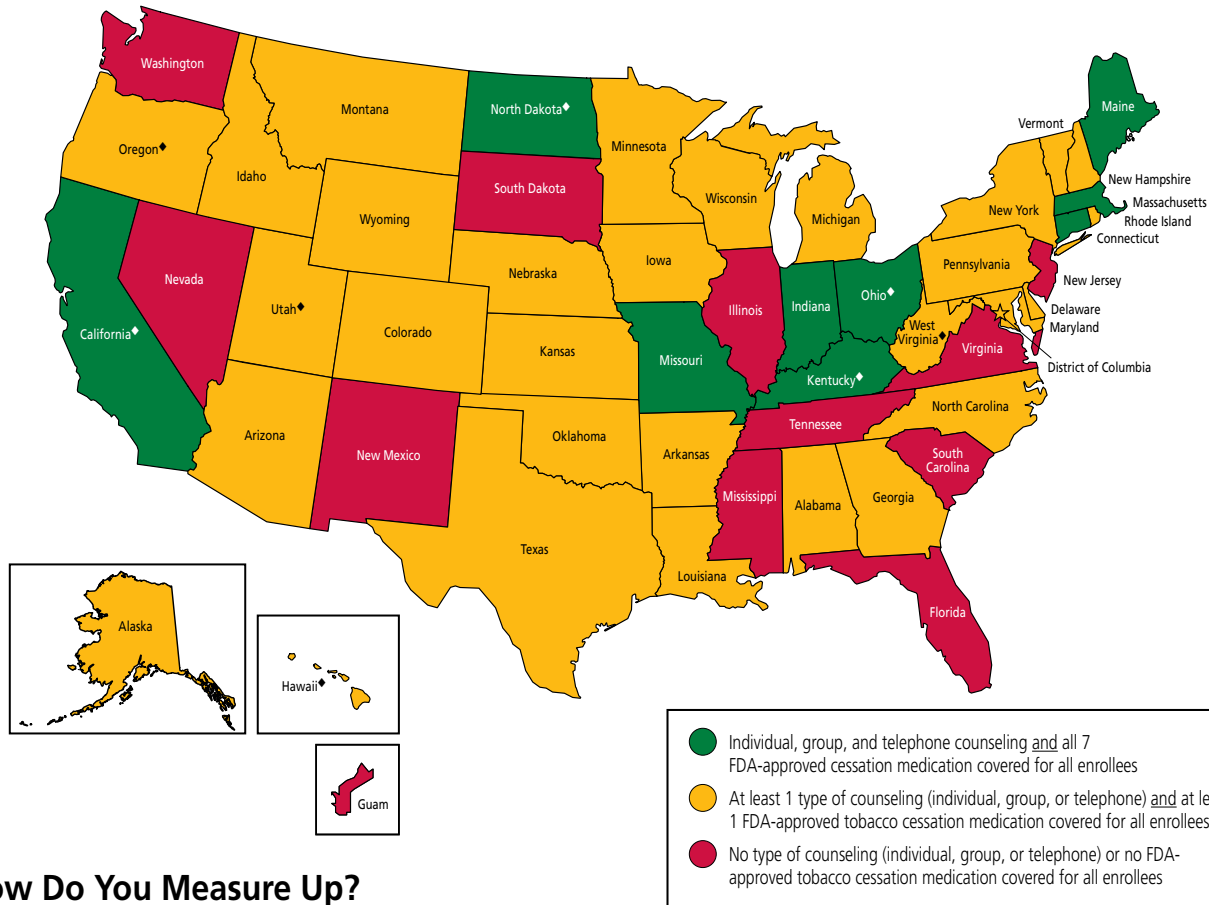 Washington
Montana
North Dakota♦
Minnesota
Maine
Vermont
Oregon♦
Idaho
South Dakota
Wisconsin
Michigan
New York
New Hampshire
Massachusetts
Rhode Island
Connecticut
Wyoming
Nebraska
Iowa
Pennsylvania
New Jersey
Nevada
Utah♦
Colorado
Kansas
Missouri
Illinois
Indiana
Ohio♦
West
Virginia♦
Virginia
Delaware
Maryland
District of Columbia
California♦
Kentucky♦
Arizona
New Mexico
Oklahoma
Arkansas
Tennessee
North Carolina
South
Carolina
Texas
Louisiana
Mississippi
Alabama
Georgia
Florida
Alaska
Hawaii♦
Guam
Individual, group, and telephone counseling and all 7
FDA-approved cessation medication covered for all enrollees
At least 1 type of counseling (individual, group, or telephone) and at le
1 FDA-approved tobacco cessation medication covered for all enrollees
No type of counseling (individual, group, or telephone) or no FDA-
approved tobacco cessation medication covered for all enrollees
ow Do You Measure Up?